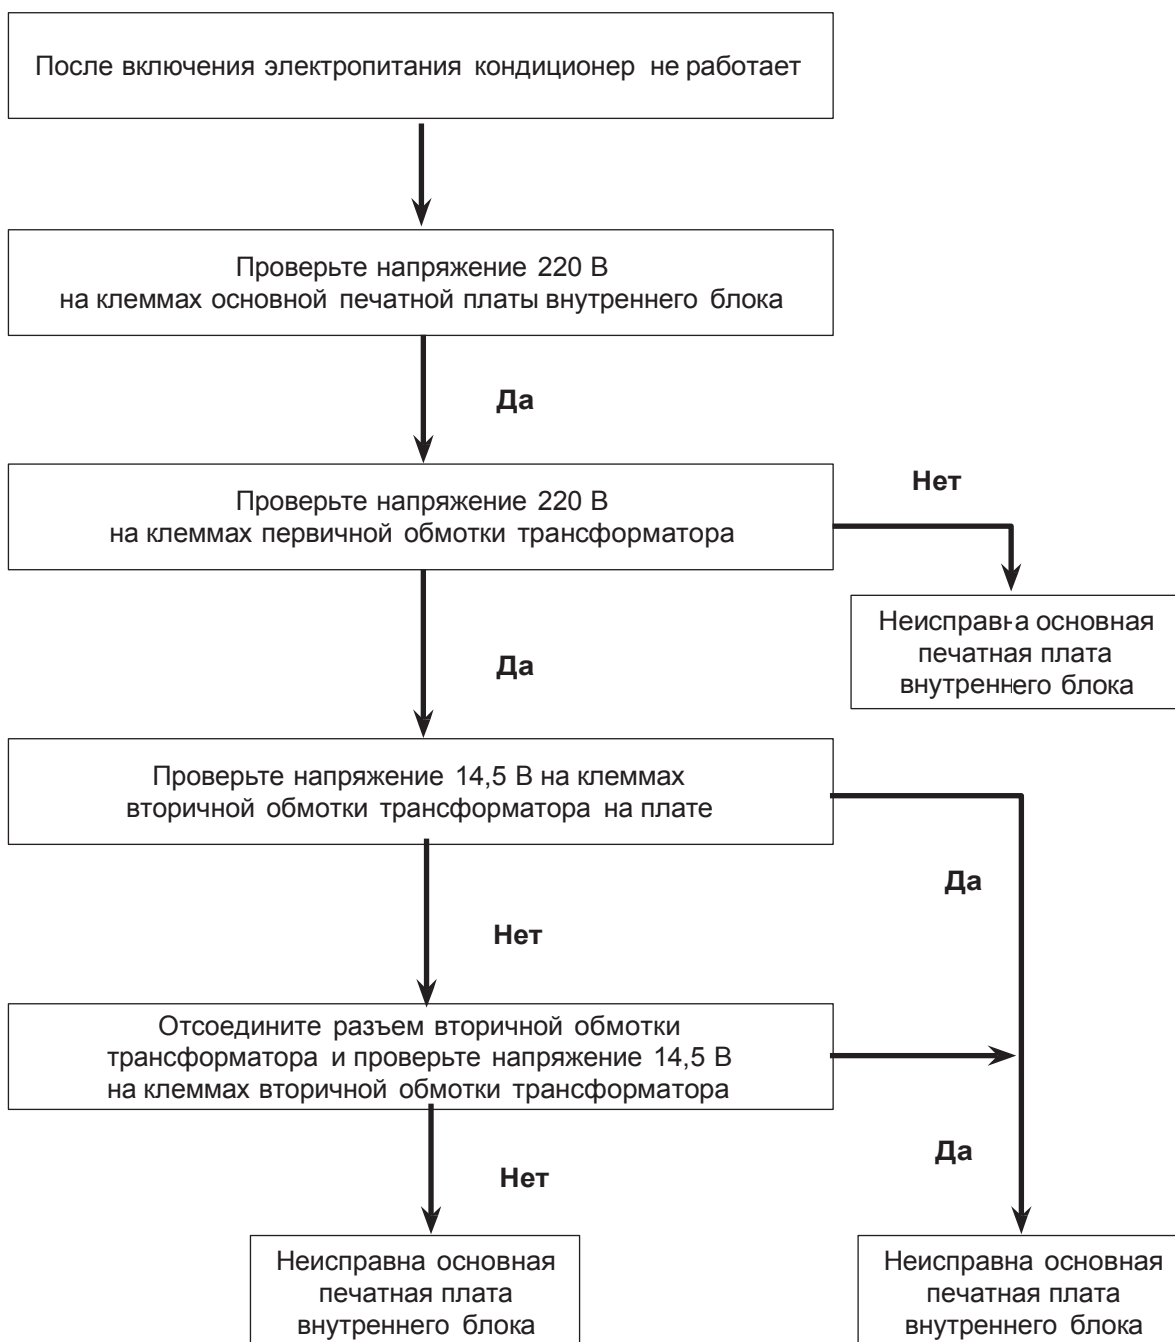 После включения электропитания кондиционер не работает
Проверьте напряжение 220 В
на клеммах основной печатной платы внутреннего блока
Да
Проверьте напряжение 220 В
на клеммах первичной обмотки трансформатора
Нет
Неисправна основная
печатная плата
внутреннего блока
Да
Проверьте напряжение 14,5 В на клеммах
вторичной обмотки трансформатора на плате
Да
Нет
Отсоедините разъем вторичной обмотки
трансформатора и проверьте напряжение 14,5 В
на клеммах вторичной обмотки трансформатора
Да
Нет
Неисправна основная
печатная плата
внутреннего блока
Неисправна основная
печатная плата
внутреннего блока